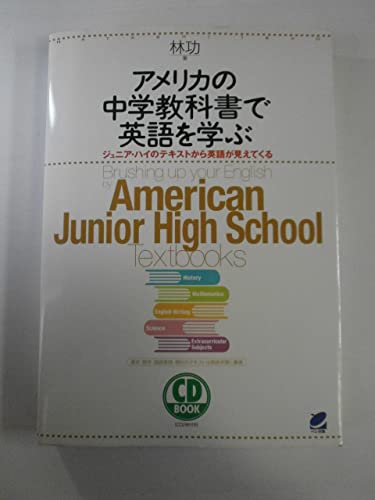 林功
著
アメリカの
中学教科書で
英語を学ぶ
ジュニア・ハイのテキストから英語が見えてくる
Brushing up your English
by American
Junior High School
Textbooks
History
Mathematics
English Writing
Science
Extracurricular
Subjects
CD
BOOK